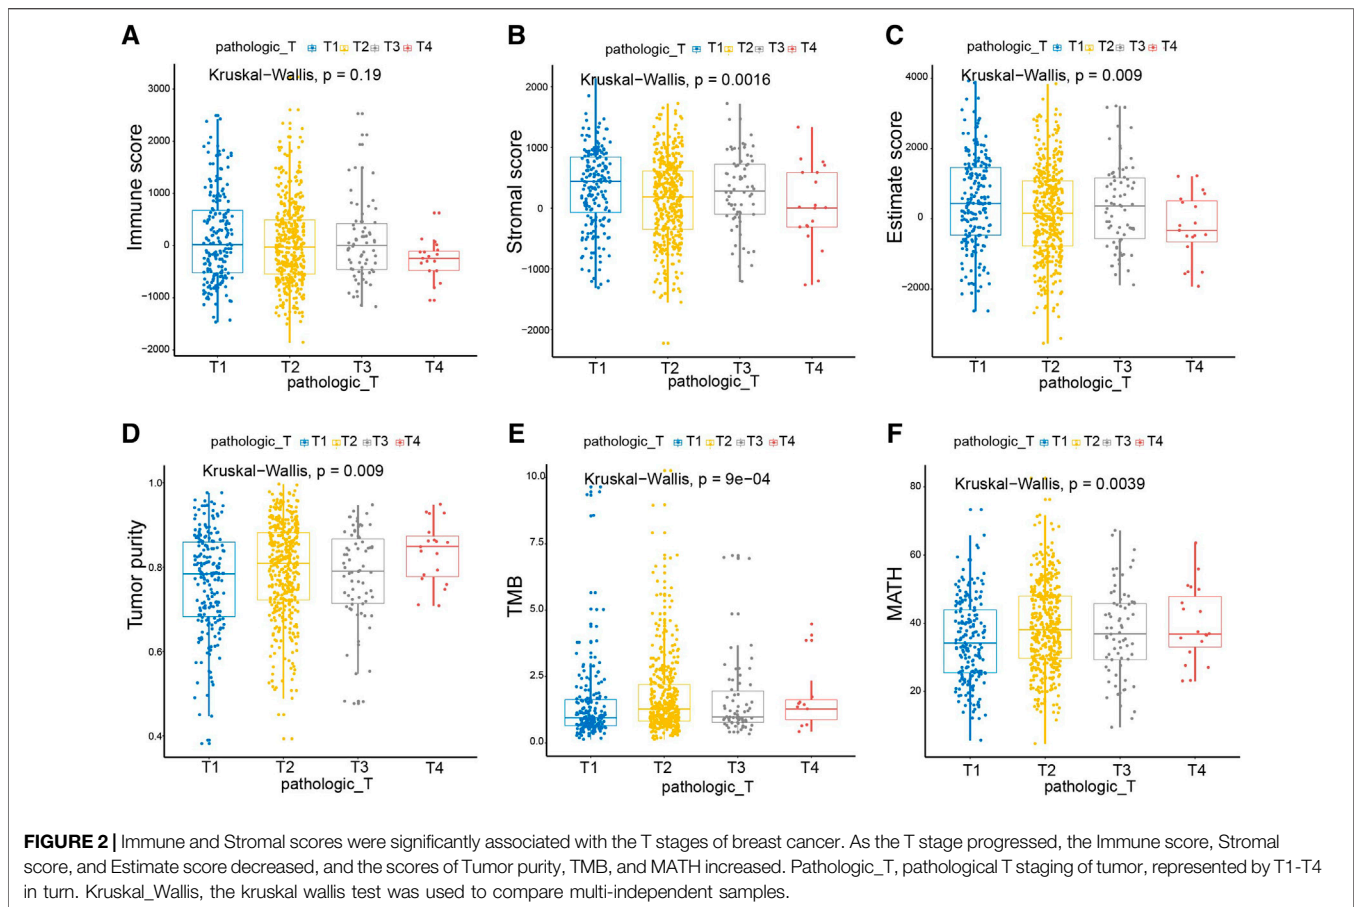 A
pathologic_T T1 T2 T3 T4
Kruskal−Wallis, p = 0.19
Immune score
3000
2000
1000
0
−1000
−2000
T1 T2 T3 T4
pathologic_T
B
pathologic_T T1 T2 T3 T4
Kruskal−Wallis, p = 0.0016
Stromal score
2000
1000
0
−1000
−2000
T1 T2 T3 T4
pathologic_T
C
pathologic_T T1 T2 T3 T4
Kruskal−Wallis, p = 0.009
Estimate score
4000
2000
0
−2000
T1 T2 T3 T4
pathologic_T
D
pathologic_T T1 T2 T3 T4
Kruskal−Wallis, p = 0.009
Tumor purity
1.0
0.8
0.6
0.4
T1 T2 T3 T4
pathologic_T
E
pathologic_T T1 T2 T3 T4
Kruskal−Wallis, p = 9e−04
TMB
10.0
7.5
5.0
2.5
0.0
T1 T2 T3 T4
pathologic_T
F
pathologic_T T1 T2 T3 T4
Kruskal−Wallis, p = 0.0039
MATH
80
60
40
20
T1 T2 T3 T4
pathologic_T
FIGURE 2 | Immune and Stromal scores were significantly associated with the T stages of breast cancer. As the T stage progressed, the Immune score, Stromal
score, and Estimate score decreased, and the scores of Tumor purity, TMB, and MATH increased. Pathologic_T, pathological T staging of tumor, represented by T1-T4
in turn. Kruskal_Wallis, the kruskal wallis test was used to compare multi-independent samples.